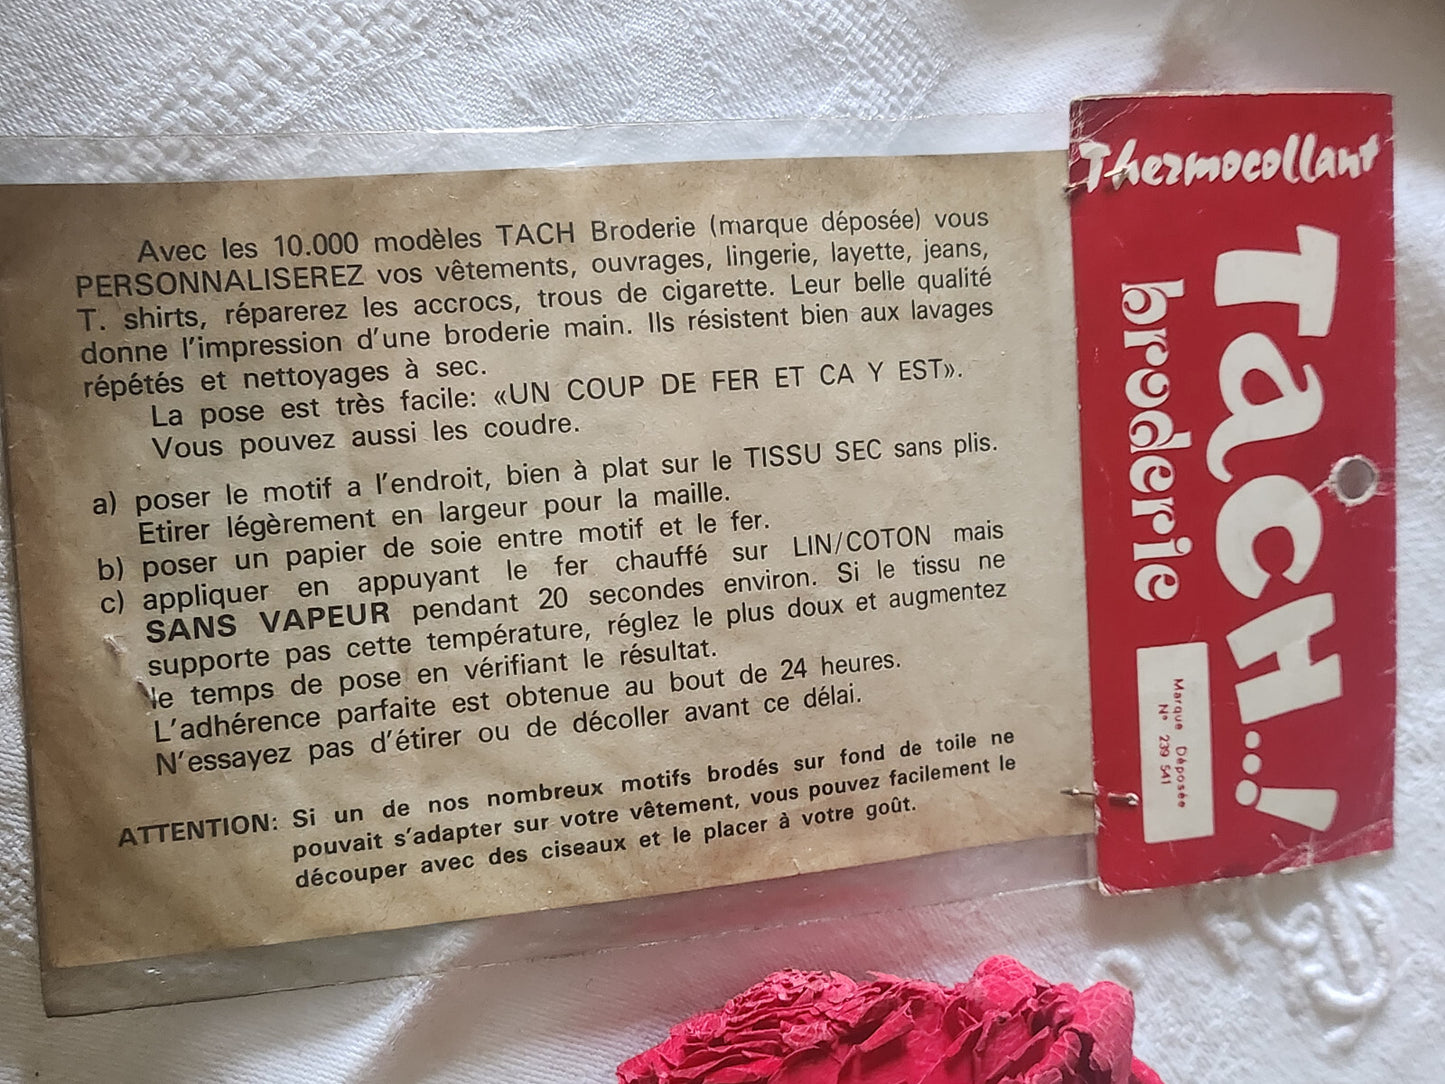 Avec les 10.000 modèles TACH Broderie (marque déposée) vous
PERSONNALISEREZ vos vêtements, ouvrages, lingerie, layette, jeans,
T. shirts, réparerez les accrocs, trous de cigarette. Leur belle qualité
donne l'impression d'une broderie main. Ils résistent bien aux lavages
répétés et nettoyages à sec.
La pose est très facile: «UN COUP DE FER ET CA Y EST».
Vous pouvez aussi les coudre.
a) poser le motif a l'endroit, bien à plat sur le TISSU SEC sans plis.
Etirer légèrement en largeur pour la maille.
b) poser un papier de soie entre motif et le fer.
c) appliquer en appuyant le fer chauffé sur LIN/COTON mais
SANS VAPEUR pendant 20 secondes environ. Si le tissu ne
supporte pas cette température, réglez le plus doux et augmentez
le temps de pose en vérifiant le résultat.
L'adhérence parfaite est obtenue au bout de 24 heures.
N'essayez pas d'étirer ou de décoller avant ce délai.
ATTENTION: Si un de nos nombreux motifs brodés sur fond de toile ne
pouvait s'adapter sur votre vêtement, vous pouvez facilement le
découper avec des ciseaux et le placer à votre goût.
Thermocollant
TACH...!
broderie
Marque Déposée
N° 239 541